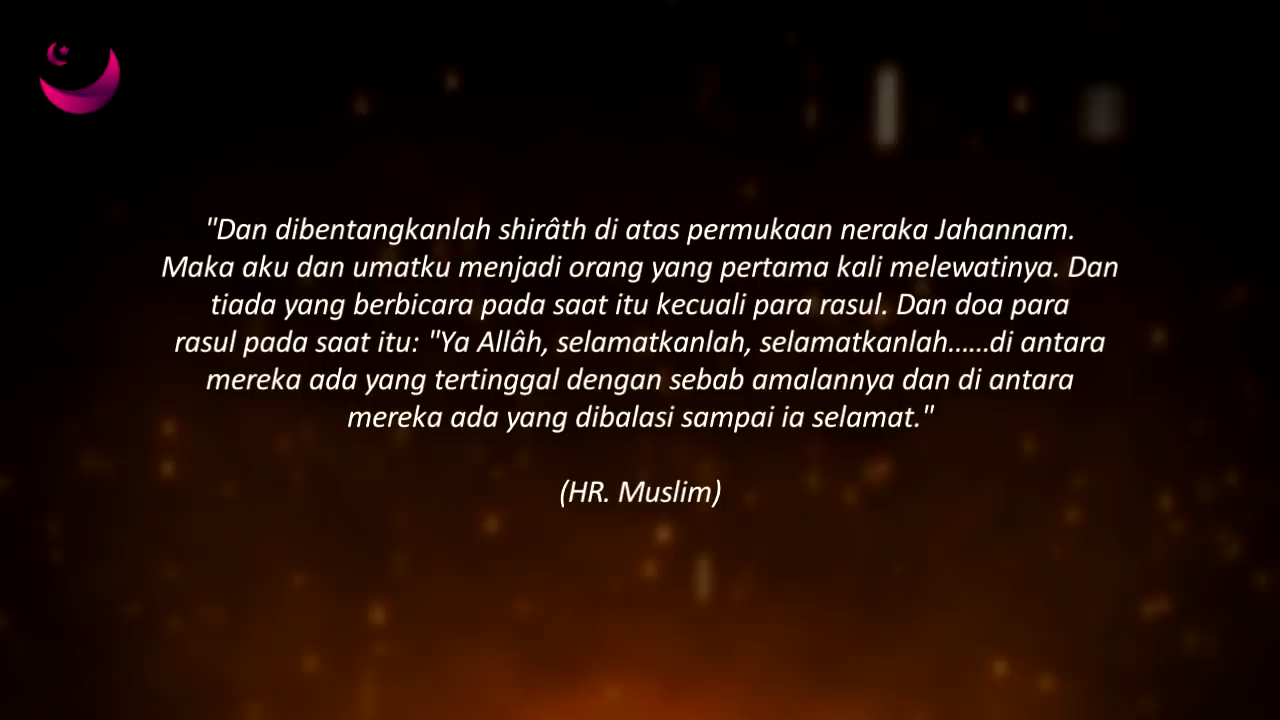 "Dan dibentangkanlah shirâth di atas permukaan neraka Jahannam.
Maka aku dan umatku menjadi orang yang pertama kali melewatinya. Dan
tiada yang berbicara pada saat itu kecuali para rasul. Dan doa para
rasul pada saat itu: "Ya Allâh, selamatkanlah, selamatkanlah......di antara
mereka ada yang tertinggal dengan sebab amalannya dan di antara
mereka ada yang dibalasi sampai ia selamat."
(HR. Muslim)